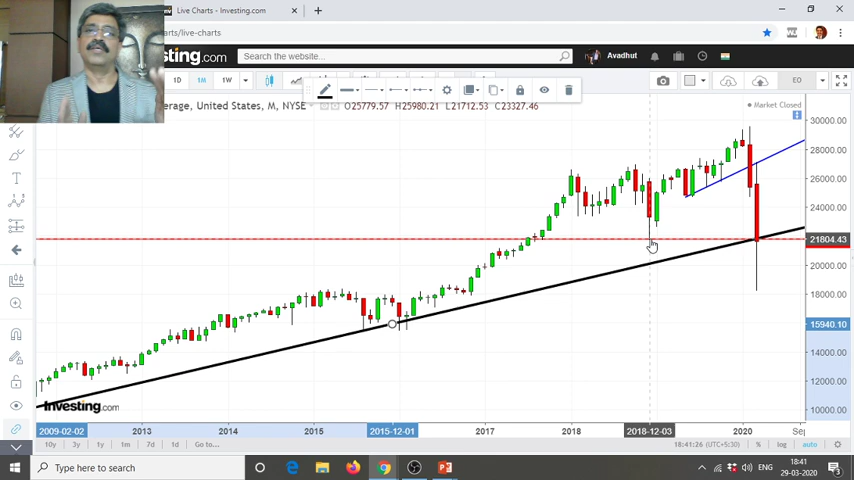 Live Charts - Investing.com
arts/live-charts
sting.com
Search the website...
Avadhut
1D 1M 1W
EO
erage, United States, M, NYSE
O25779.57 H25980.21 L21712.53 C23327.46
Market Closed
30000.00
28000.00
26000.00
24000.00
21804.43
20000.00
18000.00
15940.10
14000.00
12000.00
10000.00
Investing.com
2009-02-02 2013 2014 2015 2015-12-01 2017 2018 2018-12-03 2020 Sep
10y 3y 1y 1m 7d 1d Go to...
18:41:26 (UTC+5:30) % log auto
Type here to search
ENG
18:41
29-03-2020
3